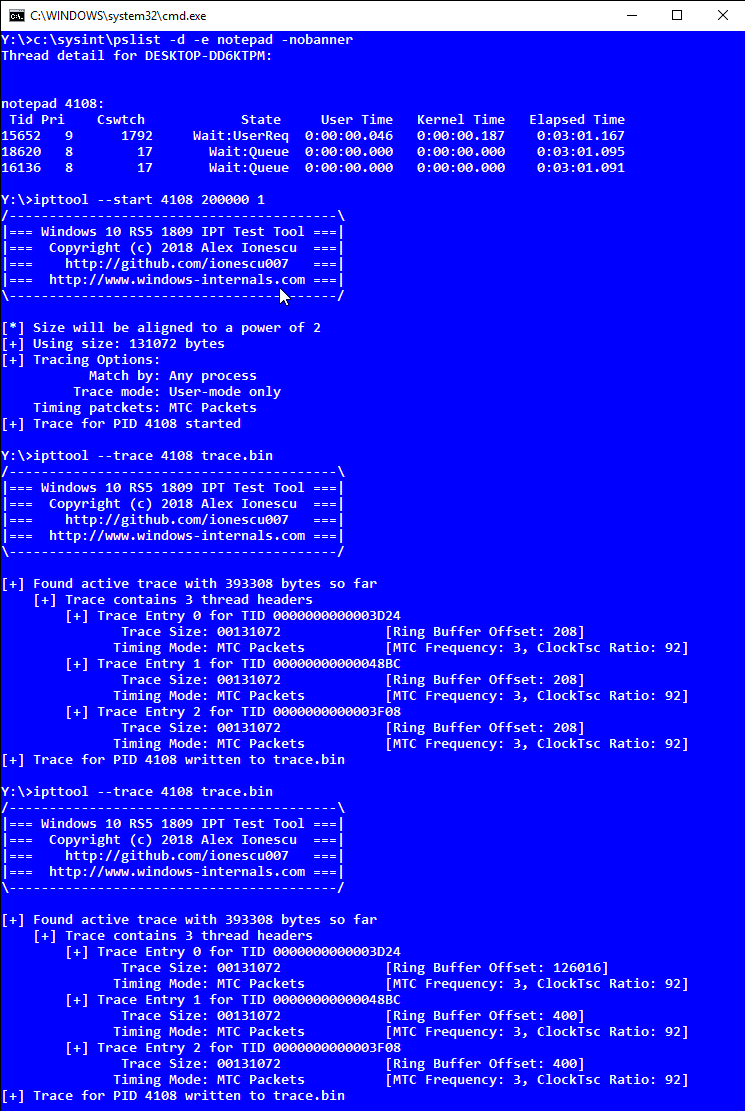 C:\WINDOWS\system32\cmd.exe
Y:\>c:\sysint\pslist -d -e notepad -nobanner
Thread detail for DESKTOP-DD6KTPM:
notepad 4108:
 Tid Pri    Cswtch            State     User Time   Kernel Time   Elapsed Time
15652   9      1792     Wait:UserReq  0:00:00.046   0:00:00.187    0:03:01.167
18620   8        17       Wait:Queue  0:00:00.000   0:00:00.000    0:03:01.095
16136   8        17       Wait:Queue  0:00:00.000   0:00:00.000    0:03:01.091
Y:\>ipttool --start 4108 200000 1
/-----------------------------------------\
|=== Windows 10 RS5 1809 IPT Test Tool ===|
|===  Copyright (c) 2018 Alex Ionescu  ===|
|===    http://github.com/ionescu007   ===|
|===  http://www.windows-internals.com ===|
\-----------------------------------------/
[*] Size will be aligned to a power of 2
[+] Using size: 131072 bytes
[+] Tracing Options:
           Match by: Any process
         Trace mode: User-mode only
    Timing patckets: MTC Packets
[+] Trace for PID 4108 started
Y:\>ipttool --trace 4108 trace.bin
/-----------------------------------------\
|=== Windows 10 RS5 1809 IPT Test Tool ===|
|===  Copyright (c) 2018 Alex Ionescu  ===|
|===    http://github.com/ionescu007   ===|
|===  http://www.windows-internals.com ===|
\-----------------------------------------/
[+] Found active trace with 393308 bytes so far
    [+] Trace contains 3 thread headers
        [+] Trace Entry 0 for TID 0000000000003D24
               Trace Size: 00131072             [Ring Buffer Offset: 208]
              Timing Mode: MTC Packets          [MTC Frequency: 3, ClockTsc Ratio: 92]
        [+] Trace Entry 1 for TID 00000000000048BC
               Trace Size: 00131072             [Ring Buffer Offset: 208]
              Timing Mode: MTC Packets          [MTC Frequency: 3, ClockTsc Ratio: 92]
        [+] Trace Entry 2 for TID 0000000000003F08
               Trace Size: 00131072             [Ring Buffer Offset: 208]
              Timing Mode: MTC Packets          [MTC Frequency: 3, ClockTsc Ratio: 92]
[+] Trace for PID 4108 written to trace.bin
Y:\>ipttool --trace 4108 trace.bin
/-----------------------------------------\
|=== Windows 10 RS5 1809 IPT Test Tool ===|
|===  Copyright (c) 2018 Alex Ionescu  ===|
|===    http://github.com/ionescu007   ===|
|===  http://www.windows-internals.com ===|
\-----------------------------------------/
[+] Found active trace with 393308 bytes so far
    [+] Trace contains 3 thread headers
        [+] Trace Entry 0 for TID 0000000000003D24
               Trace Size: 00131072             [Ring Buffer Offset: 126016]
              Timing Mode: MTC Packets          [MTC Frequency: 3, ClockTsc Ratio: 92]
        [+] Trace Entry 1 for TID 00000000000048BC
               Trace Size: 00131072             [Ring Buffer Offset: 400]
              Timing Mode: MTC Packets          [MTC Frequency: 3, ClockTsc Ratio: 92]
        [+] Trace Entry 2 for TID 0000000000003F08
               Trace Size: 00131072             [Ring Buffer Offset: 400]
              Timing Mode: MTC Packets          [MTC Frequency: 3, ClockTsc Ratio: 92]
[+] Trace for PID 4108 written to trace.bin